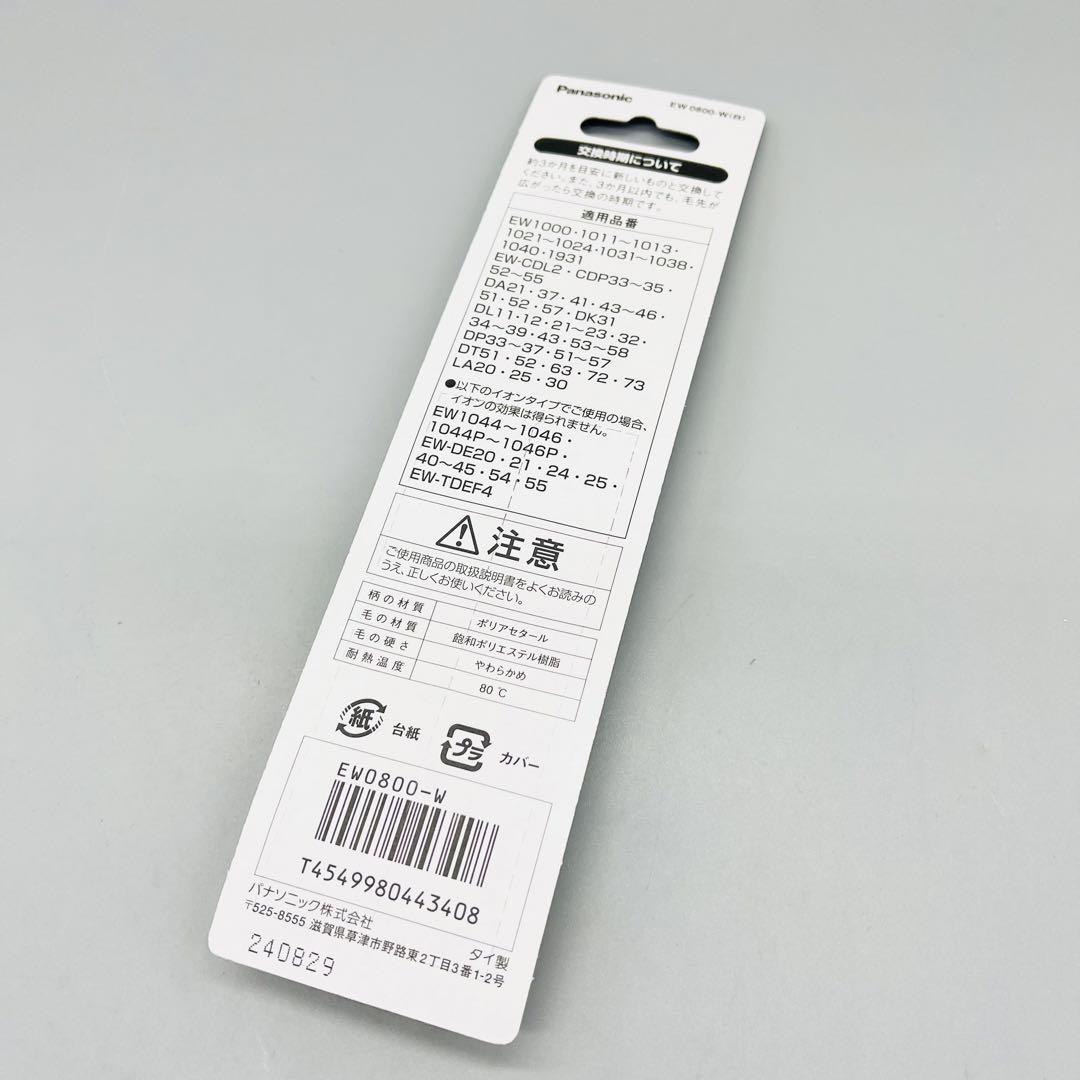 Panasonic EW 0800-W(白)
交換時期について
約3か月を目安に新しいものと交換して
ください。また、3か月以内でも、毛先が
広がったら交換の時期です。
適用品番
EW1000・1011～1013・
1021～1024・1031～1038・
1040・1931
EW-CDL2・CDP33～35・
52～55
DA21・37・41・43～46・
51・52・57・DK31
DL11・12・21～23・32・
34～39・43・53～58
DP33～37・51～57
DT51・52・63・72・73
LA20・25・30
●以下のイオンタイプでご使用の場合、
イオンの効果は得られません。
EW1044～1046・
1044P～1046P・
EW-DE20・21・24・25・
40～45・54・55
EW-TDEF4
注意
ご使用商品の取扱説明書をよくお読みの
うえ、正しくお使いください。
柄の材質 ポリアセタール
毛の材質 飽和ポリエステル樹脂
毛の硬さ やわらかめ
耐熱温度 80℃
紙 台紙 プラ カバー
EW0800-W
T4549980443408
パナソニック株式会社 タイ製
〒525-8555 滋賀県草津市野路東2丁目3番1-2号
240829